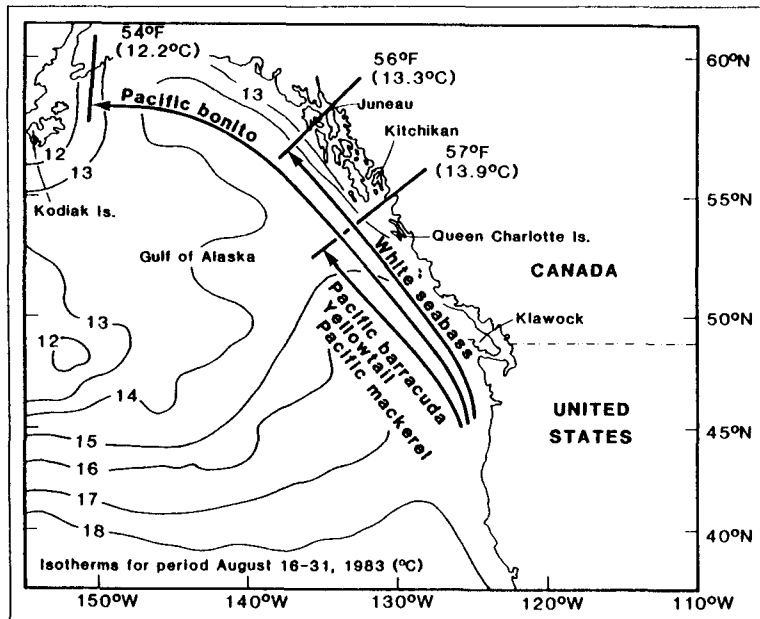 54°F
(12.2°C)
56°F
(13.3°C)
60°N
13
Pacific bonito
Juneau
Kitchikan
57°F
(13.9°C)
12
13
55°N
Kodiak Is.
Queen Charlotte Is.
Gulf of Alaska
White seabass
CANADA
Klawock
13
50°N
12
Pacific barracuda
Yellowtail
Pacific mackerel
14
UNITED
STATES
15
45°N
16
17
18
40°N
Isotherms for period August 16-31, 1983 (°C)
150°W
140°W
130°W
120°W
110°W